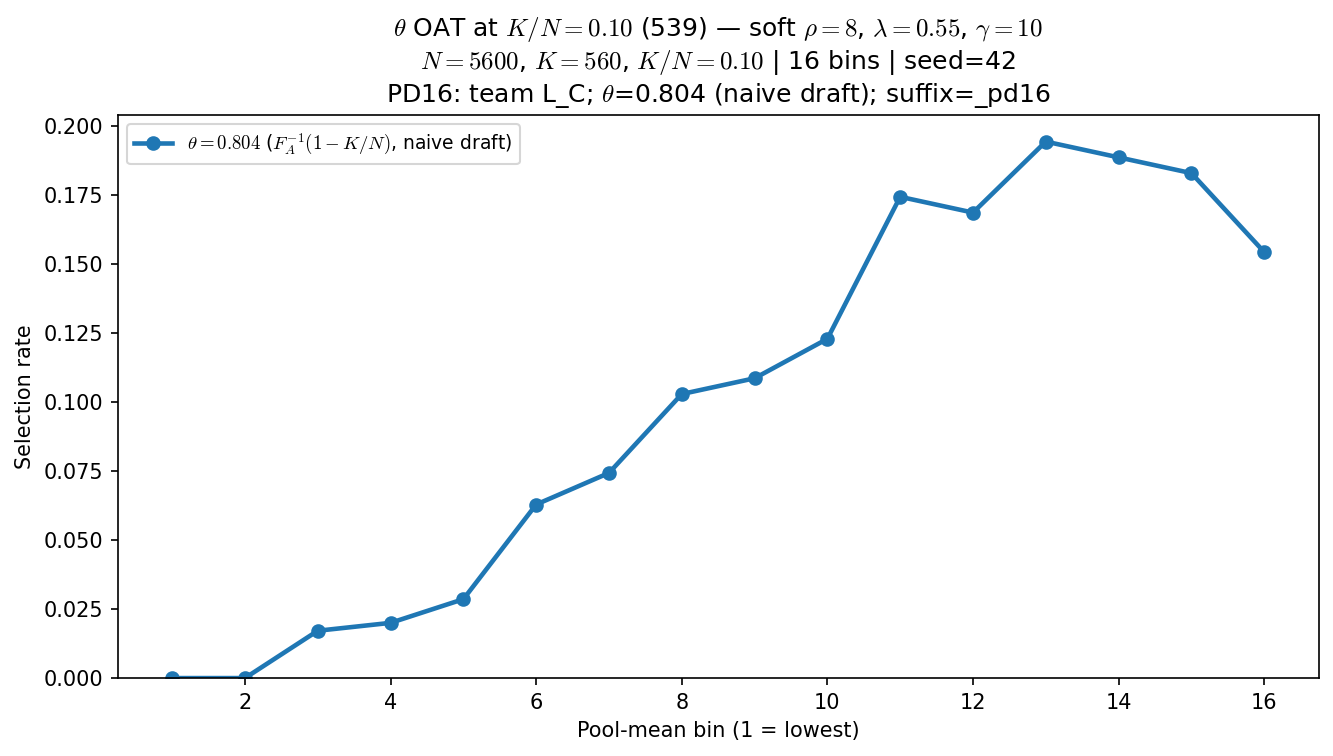 θ OAT at K/N = 0.10 (539) — soft ρ = 8, λ = 0.55, γ = 10
N = 5600, K = 560, K/N = 0.10 | 16 bins | seed=42
PD16: team L_C; θ=0.804 (naive draft); suffix=_pd16
θ = 0.804 (F_A^{-1}(1 − K/N), naive draft)
Selection rate
0.200
0.175
0.150
0.125
0.100
0.075
0.050
0.025
0.000
2 4 6 8 10 12 14 16
Pool-mean bin (1 = lowest)